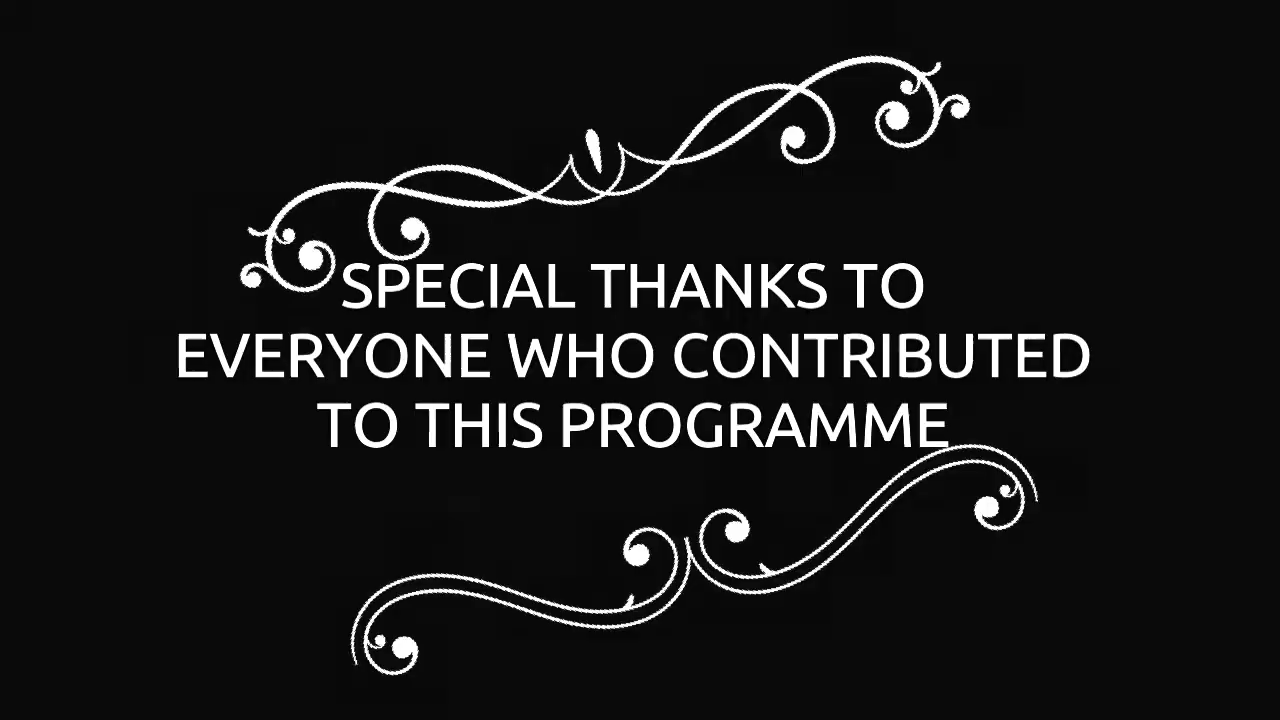 SPECIAL THANKS TO
EVERYONE WHO CONTRIBUTED
TO THIS PROGRAMME